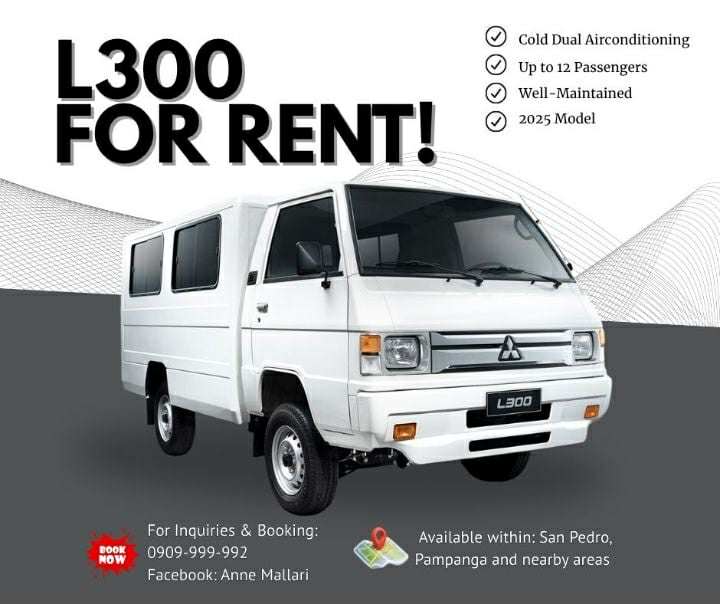 L300
FOR RENT!
Cold Dual Airconditioning
Up to 12 Passengers
Well-Maintained
2025 Model
L300
BOOK
NOW
For Inquiries & Booking:
0909-999-992
Facebook: Anne Mallari
Available within: San Pedro,
Pampanga and nearby areas